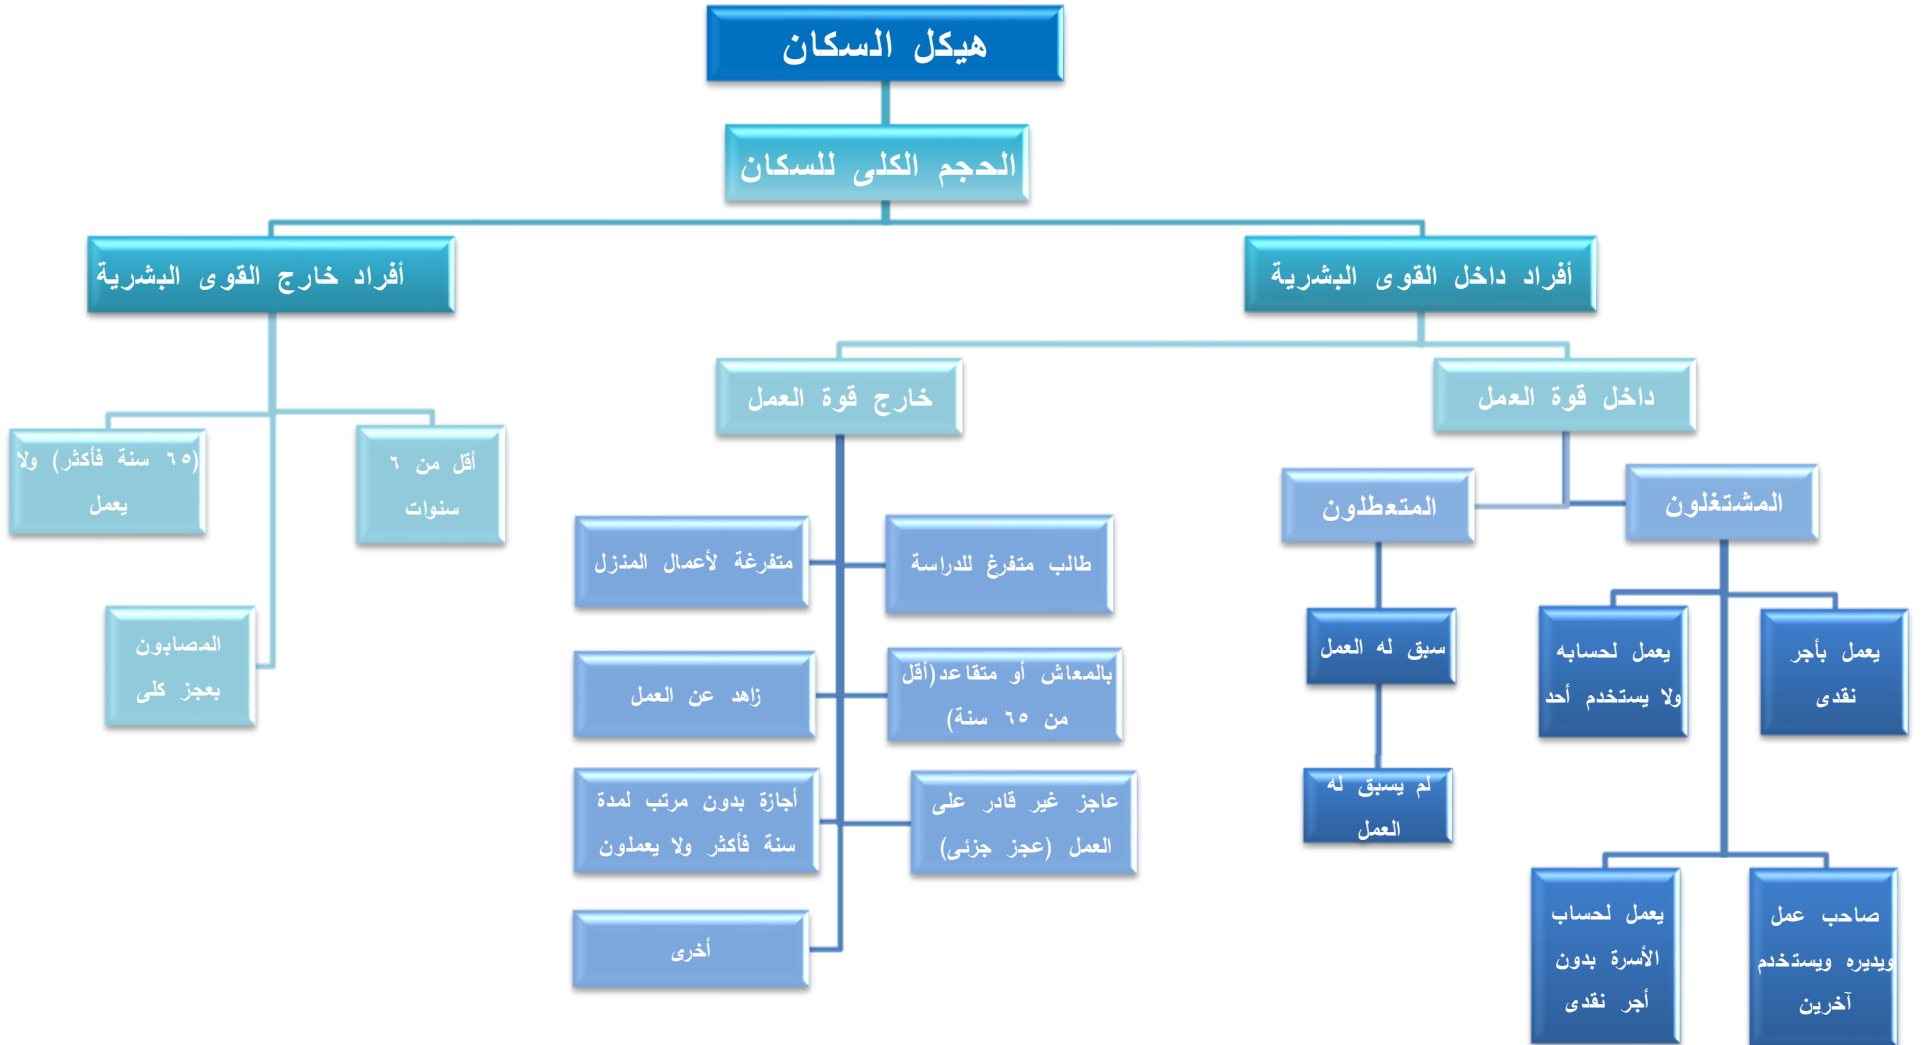 هيكل السكان
الحجم الكلى للسكان
أفراد داخل القوى البشرية
أفراد خارج القوى البشرية
داخل قوة العمل
خارج قوة العمل
المشتغلون
المتعطلون
يعمل بأجر
نقدى
يعمل لحسابه
ولا يستخدم أحد
صاحب عمل
ويديره ويستخدم
آخرين
يعمل لحساب
الأسرة بدون
أجر نقدى
سبق له العمل
لم يسبق له
العمل
طالب متفرغ للدراسة
متفرغة لأعمال المنزل
بالمعاش أو متقاعد(أقل
من ٦٥ سنة)
زاهد عن العمل
عاجز غير قادر على
العمل (عجز جزئى)
أجازة بدون مرتب لمدة
سنة فأكثر ولا يعملون
أخرى
أقل من ٦
سنوات
(٦٥ سنة فأكثر) ولا
يعمل
المصابون
بعجز كلى